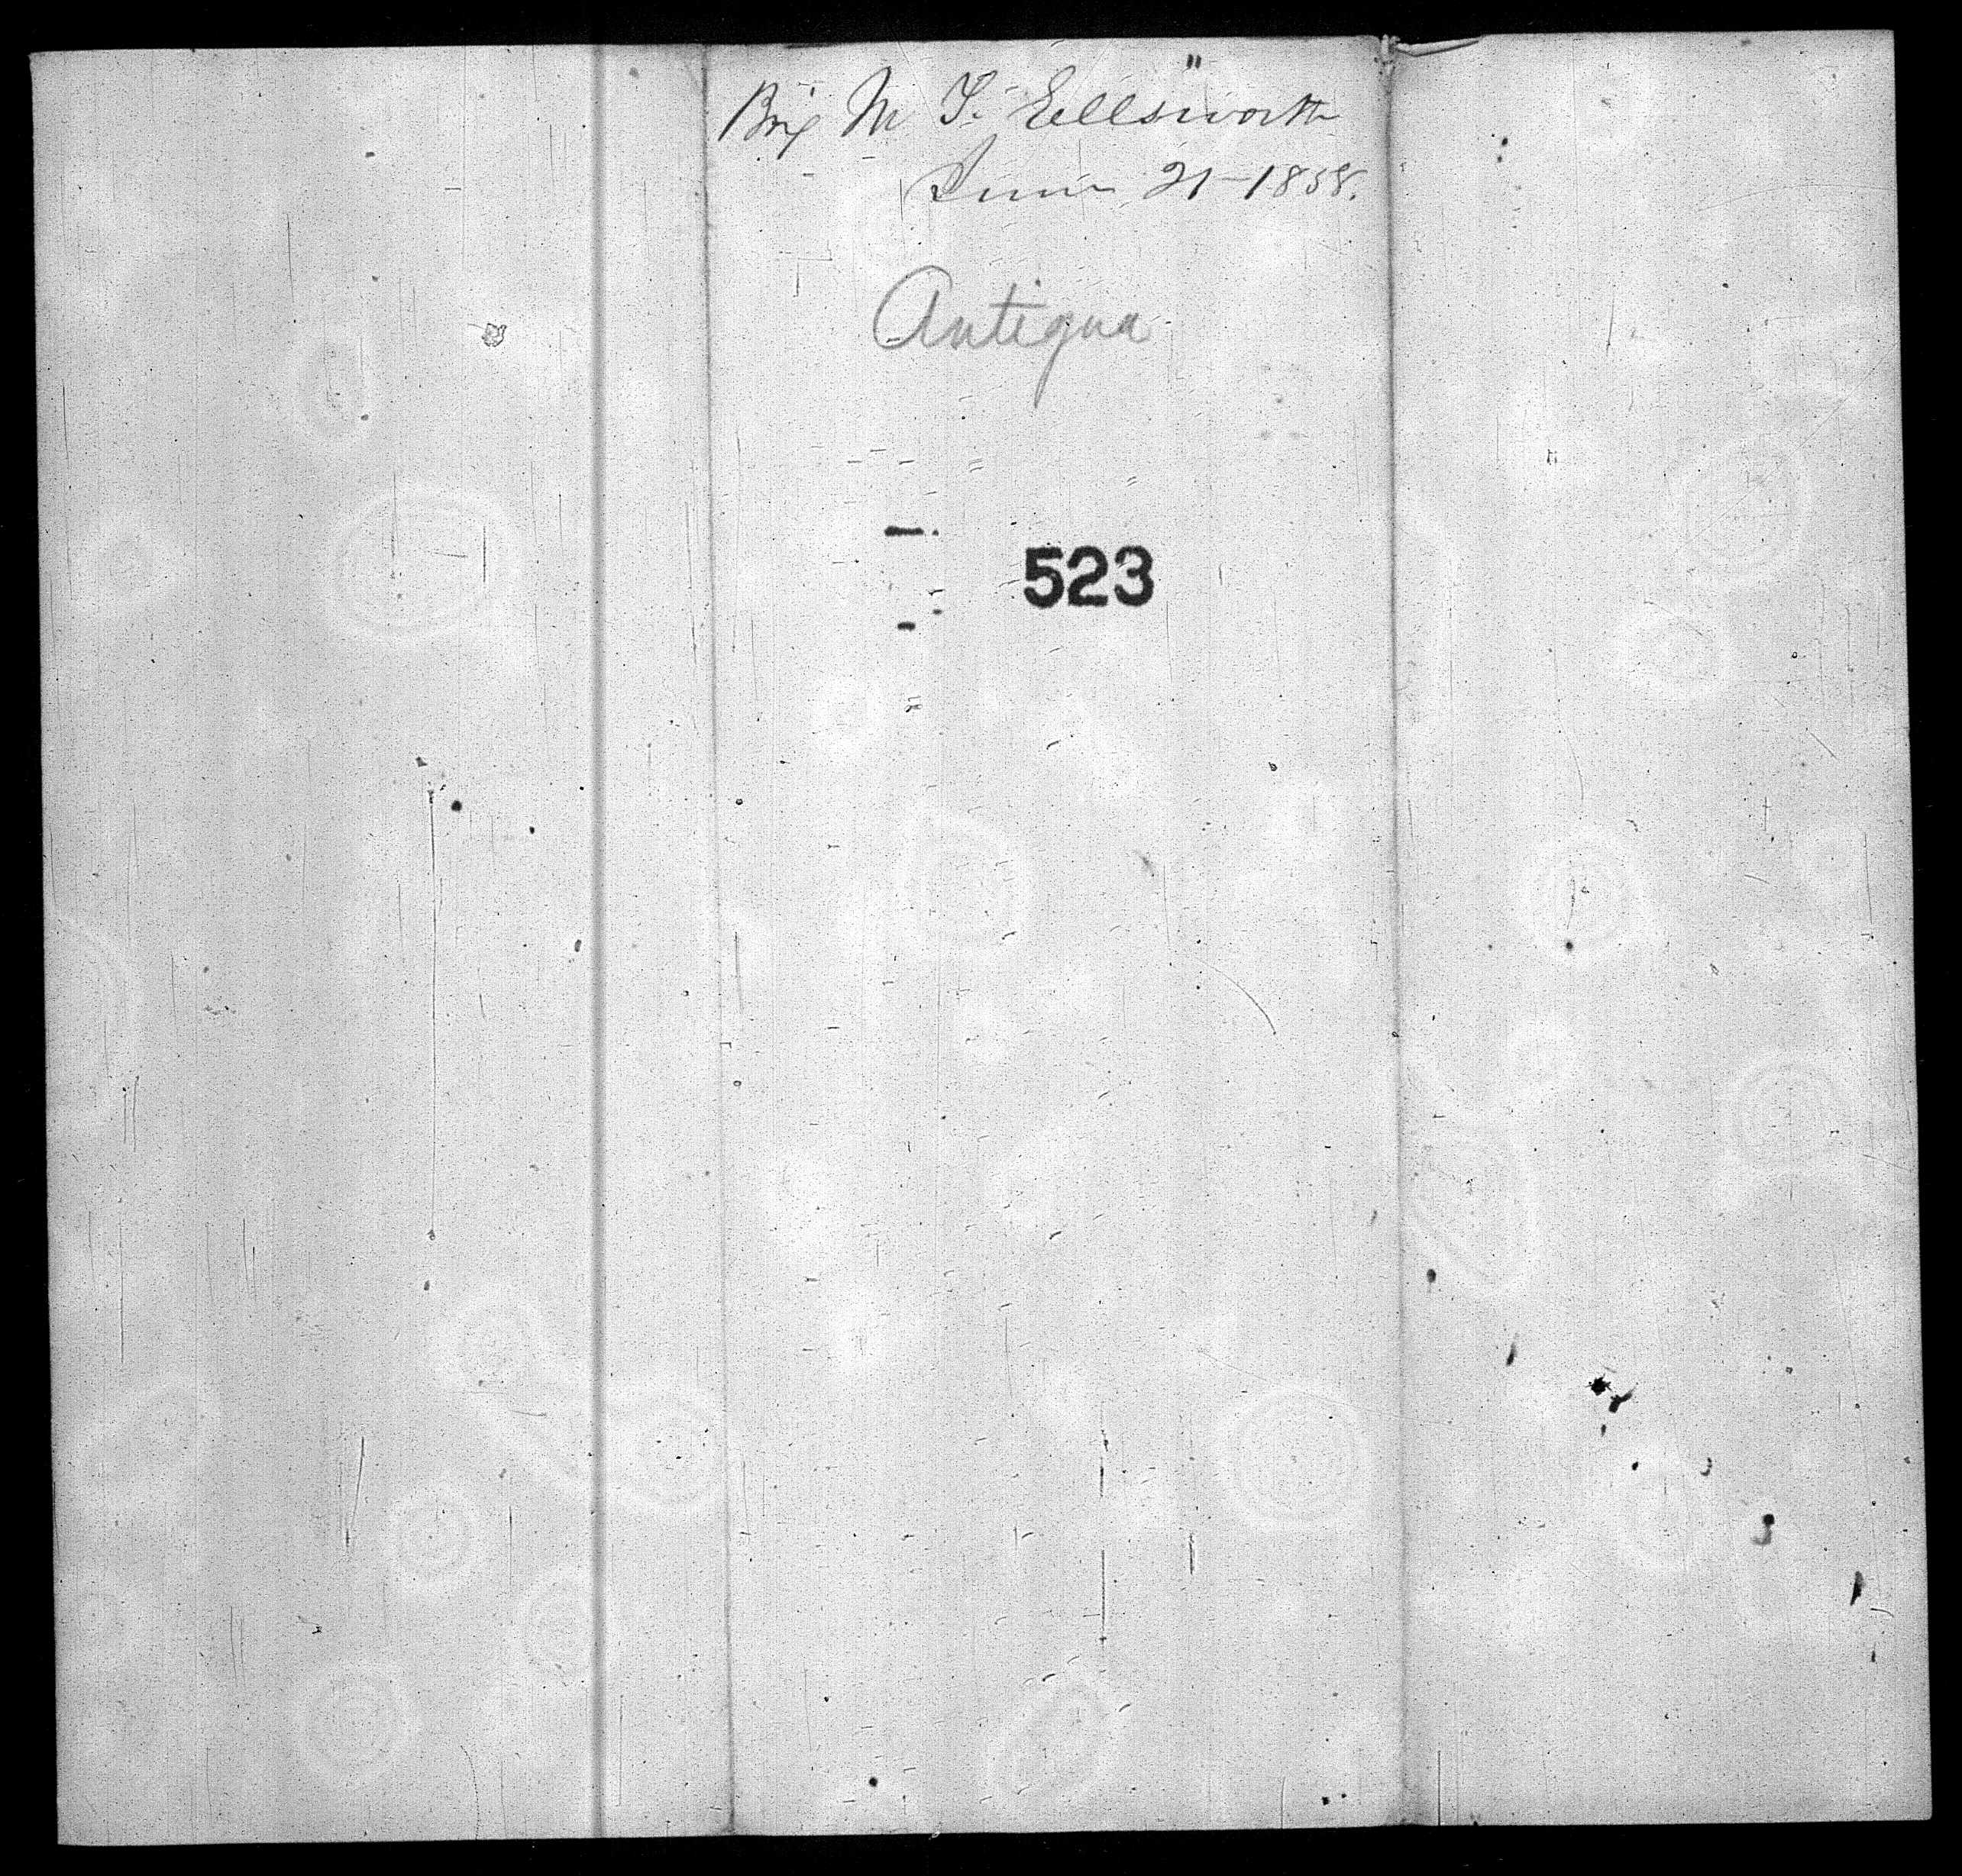 Brig M. T. Ellsworth
June 21-1858.
Antigua
523